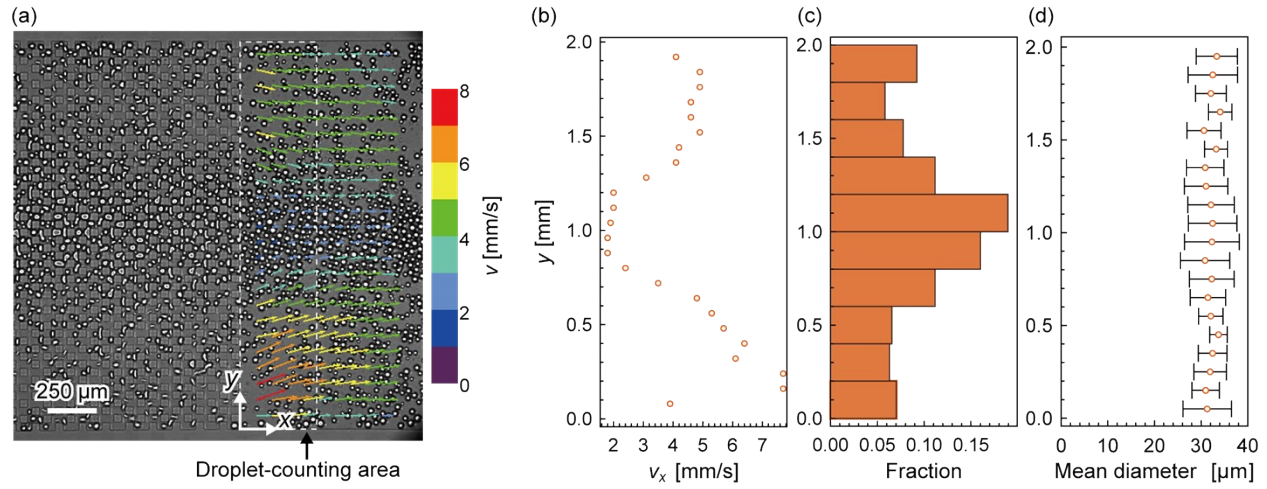 (a)
(b)
(c)
(d)
8
6
4
2
0
v [mm/s]
250 μm
y
x
Droplet-counting area
2.0
1.5
1.0
0.5
0.0
y [mm]
2 3 4 5 6 7
vx [mm/s]
2.0
1.5
1.0
0.5
0.0
0.00 0.05 0.10 0.15
Fraction
2.0
1.5
1.0
0.5
0.0
0 10 20 30 40
Mean diameter [μm]